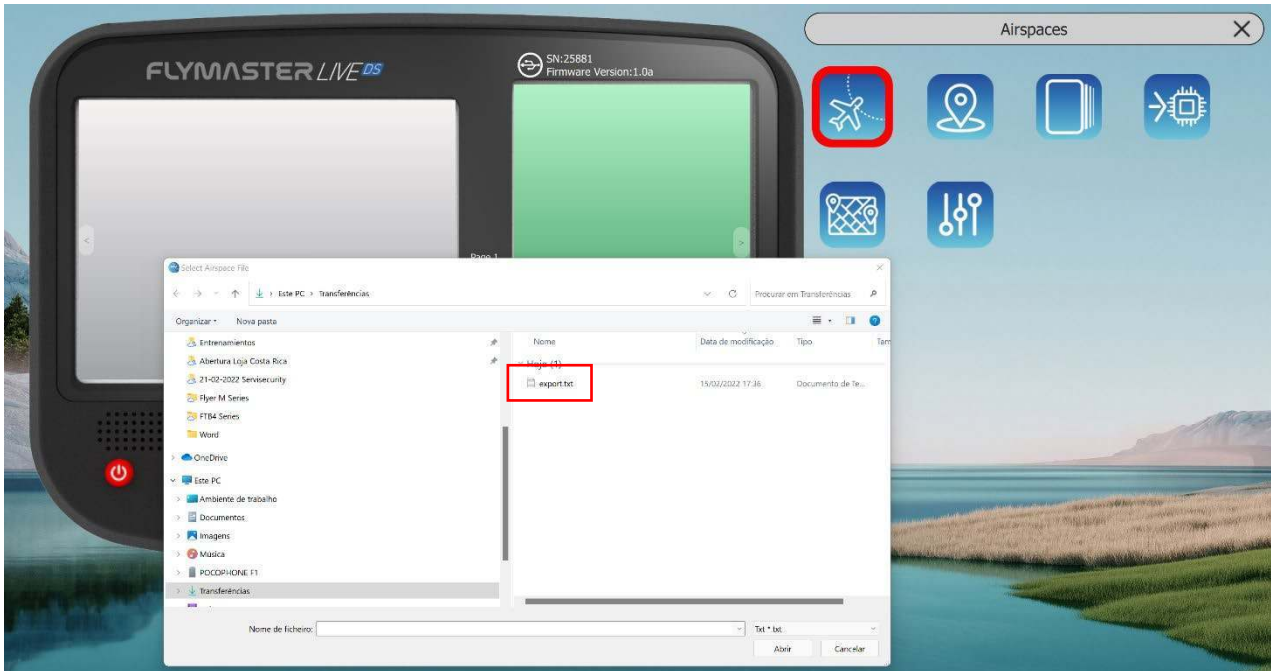 Airspaces
FLYMASTER LIVE DS
SN:25881
Firmware Version:1.0a
Page 1
Select Airspace File
Este PC > Transferências
Procurar em Transferências
Organizar
Nova pasta
Nome
Data de modificação
Tipo
Tam
Entrenamientos
Abertura Loja Costa Rica
21-02-2022 Servisecurity
Flyer M Series
FTB4 Series
Word
OneDrive
Este PC
Ambiente de trabalho
Documentos
Imagens
Música
POCOPHONE F1
Transferências
Hoje (1)
export.txt
15/02/2022 17:36
Documento de Te...
Nome de ficheiro:
Txt * txt
Abrir
Cancelar